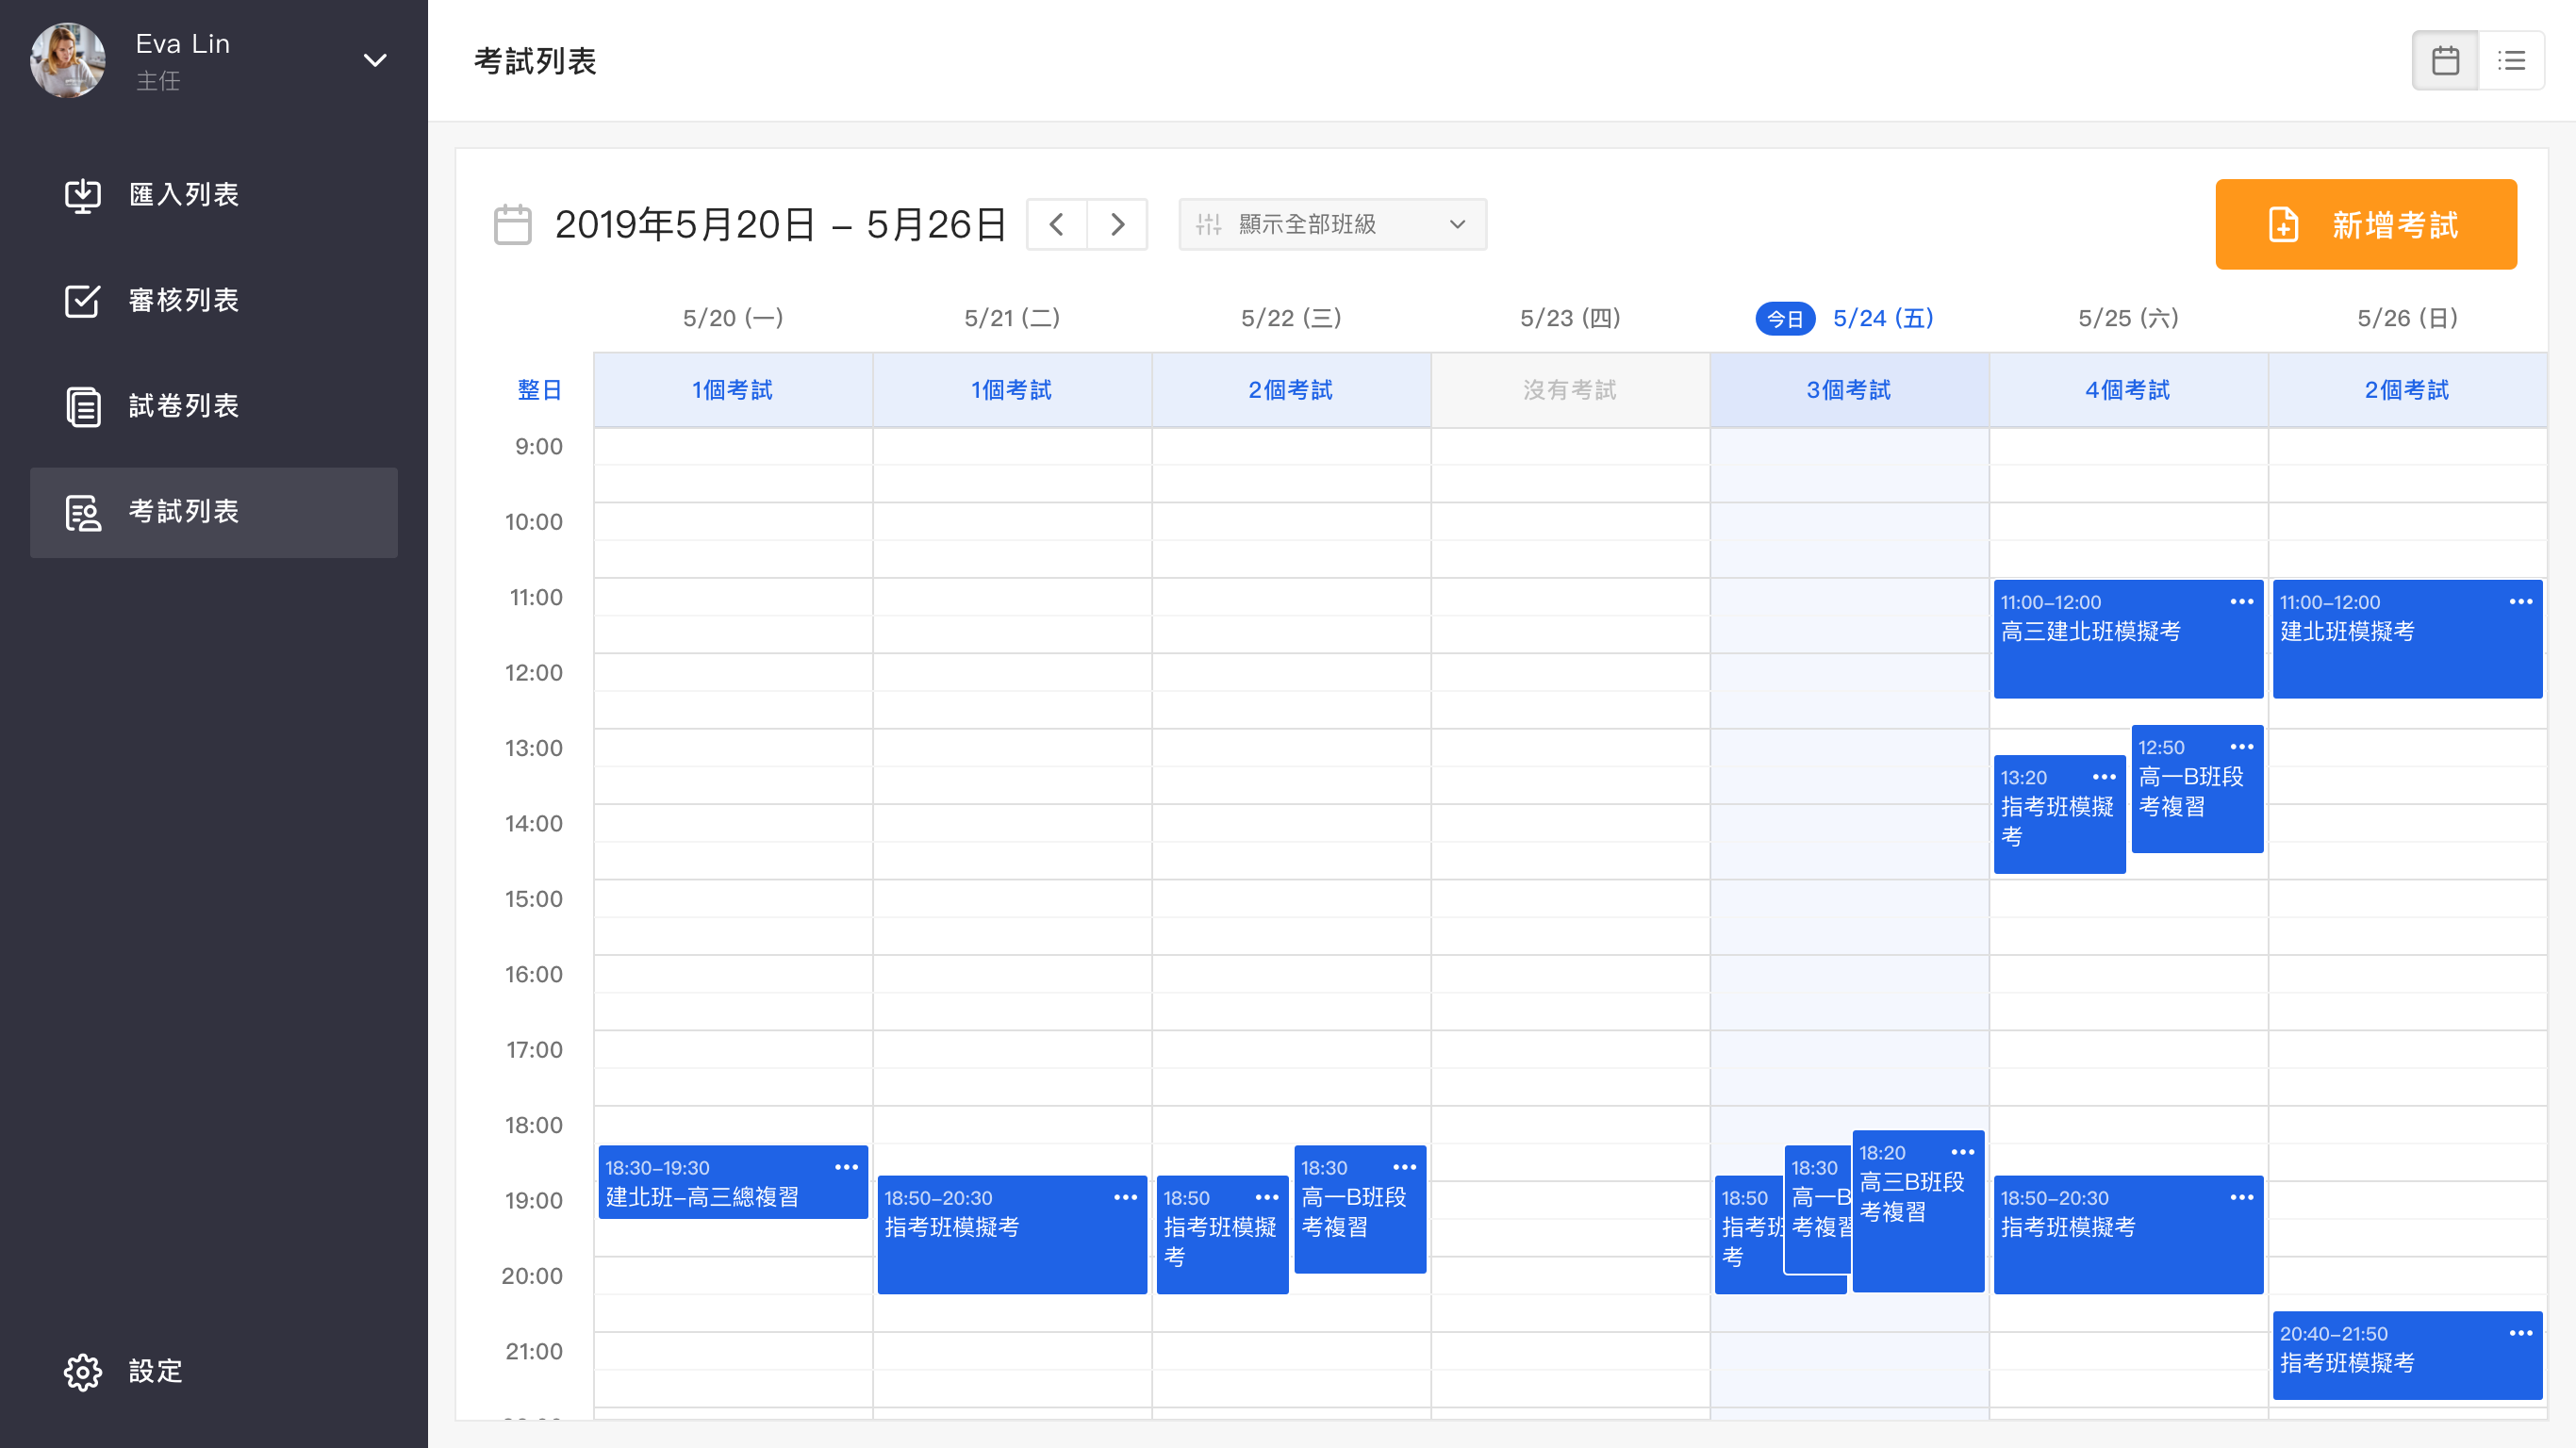 Eva Lin
主任
匯入列表
審核列表
試卷列表
考試列表
設定
考試列表
2019年5月20日 – 5月26日
顯示全部班級
新增考試
5/20 (一)
5/21 (二)
5/22 (三)
5/23 (四)
今日 5/24 (五)
5/25 (六)
5/26 (日)
整日
1個考試
1個考試
2個考試
沒有考試
3個考試
4個考試
2個考試
9:00
10:00
11:00
12:00
13:00
14:00
15:00
16:00
17:00
18:00
19:00
20:00
21:00
18:30–19:30
建北班–高三總複習
18:50–20:30
指考班模擬考
18:50
指考班模擬
考
18:30
高一B班段
考複習
18:50
指考班
考
18:30
高一B
考複習
18:20
高三B班段
考複習
11:00–12:00
高三建北班模擬考
13:20
指考班模擬
考
12:50
高一B班段
考複習
18:50–20:30
指考班模擬考
11:00–12:00
建北班模擬考
20:40–21:50
指考班模擬考